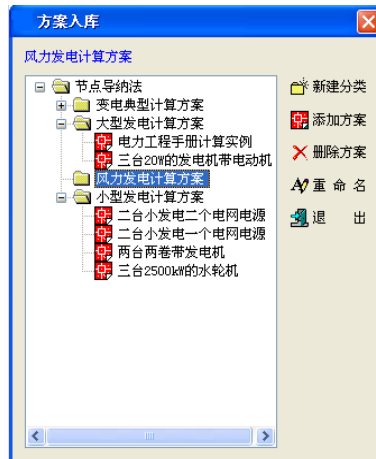 方案入库
风力发电计算方案
节点导纳法
变电典型计算方案
大型发电计算方案
电力工程手册计算实例
三台20W的发电机带电动机
风力发电计算方案
小型发电计算方案
二台小发电二个电网电源
二台小发电一个电网电源
两台两卷带发电机
三台2500kW的水轮机
新建分类
添加方案
删除方案
重 命 名
退 出